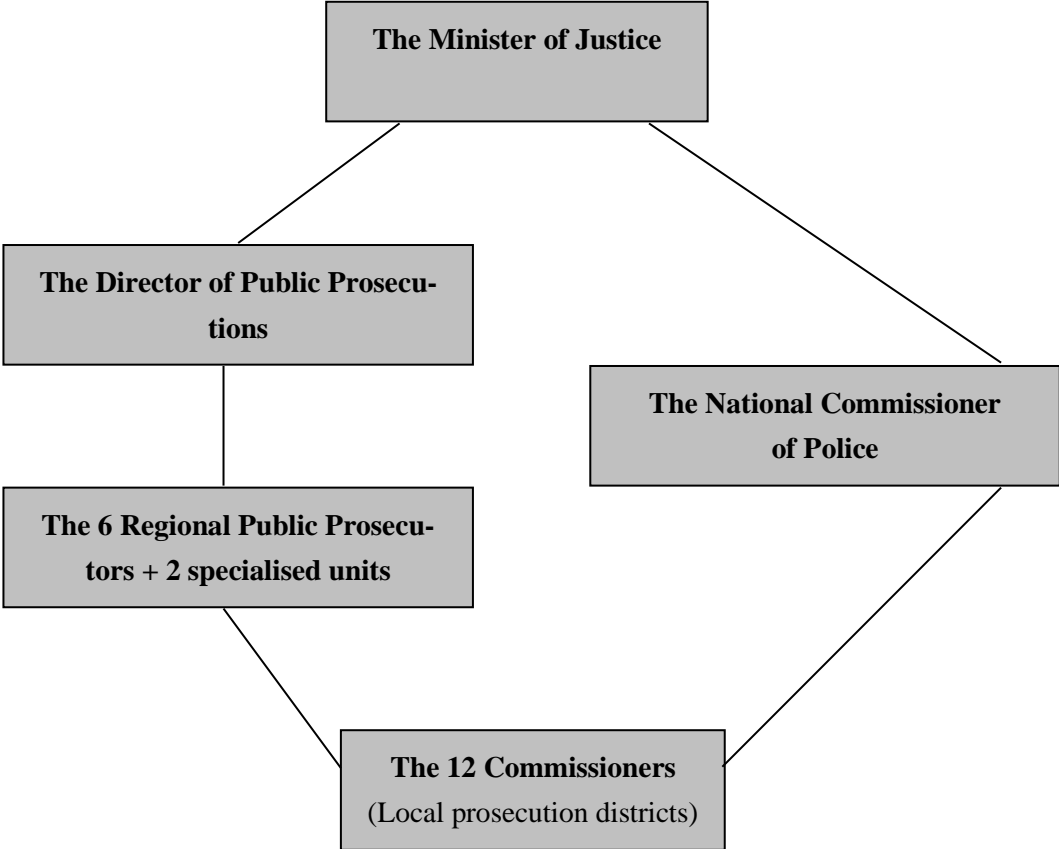 The Minister of Justice
The Director of Public Prosecu-
tions
The National Commissioner
of Police
The 6 Regional Public Prosecu-
tors + 2 specialised units
The 12 Commissioners
(Local prosecution districts)